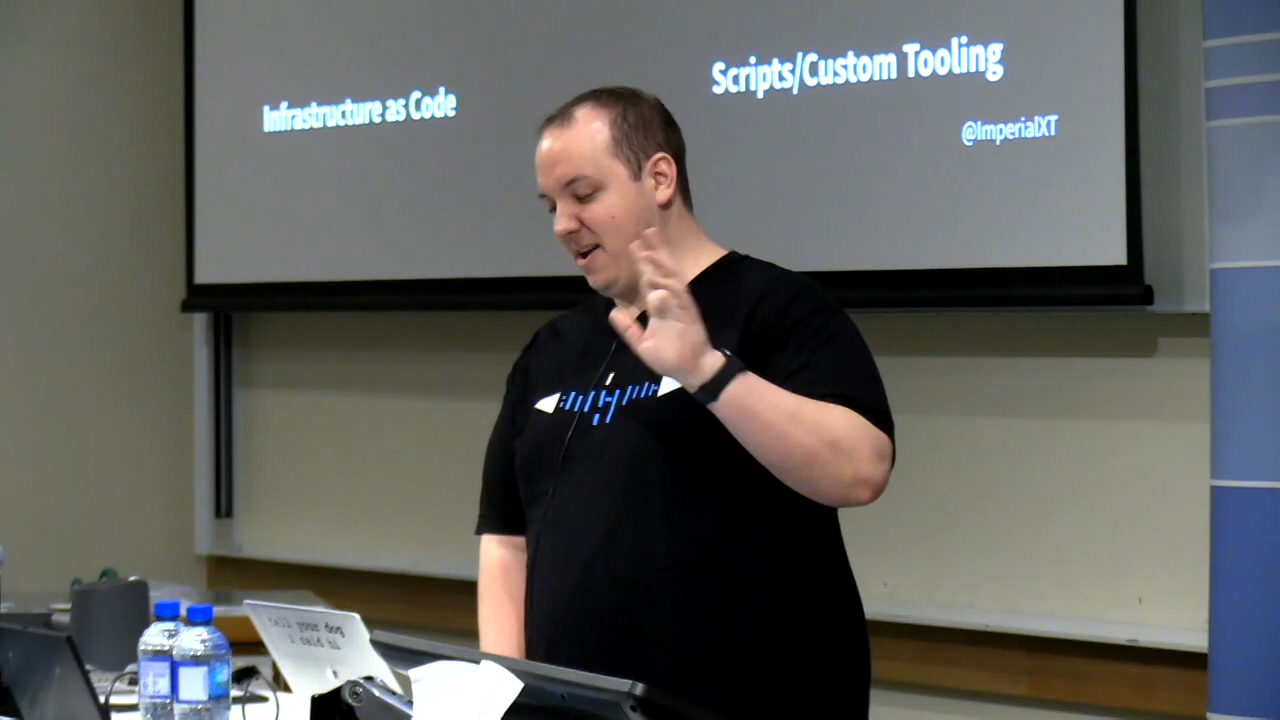 Infrastructure as Code
Scripts/Custom Tooling
@ImperialXT
tell your dog
i said hi